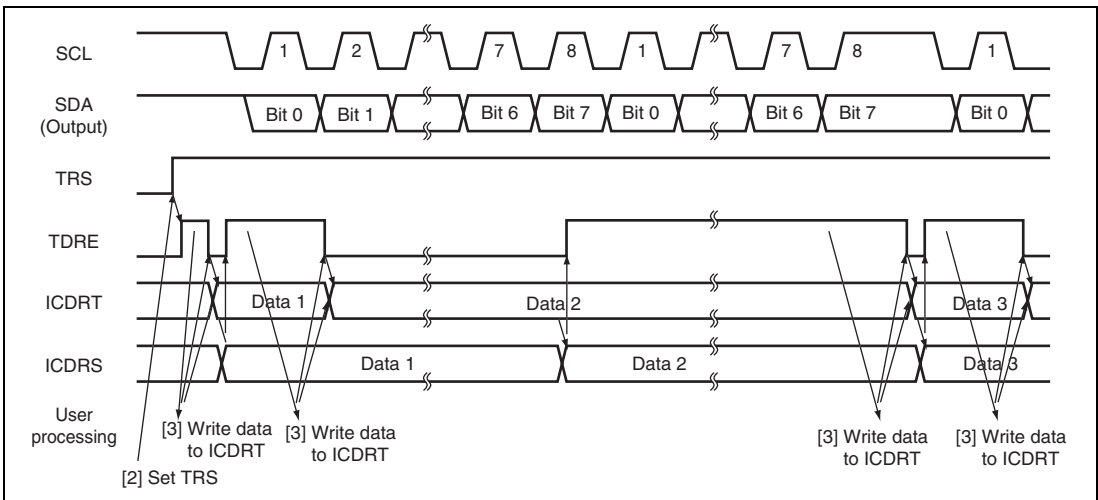 SCL 1 2 7 8 1 7 8 1
SDA
(Output)
Bit 0 Bit 1 Bit 6 Bit 7 Bit 0 Bit 6 Bit 7 Bit 0
TRS
TDRE
ICDRT Data 1 Data 2 Data 3
ICDRS Data 1 Data 2 Data 3
User
processing
[3] Write data
to ICDRT
[3] Write data
to ICDRT
[3] Write data
to ICDRT
[3] Write data
to ICDRT
[2] Set TRS